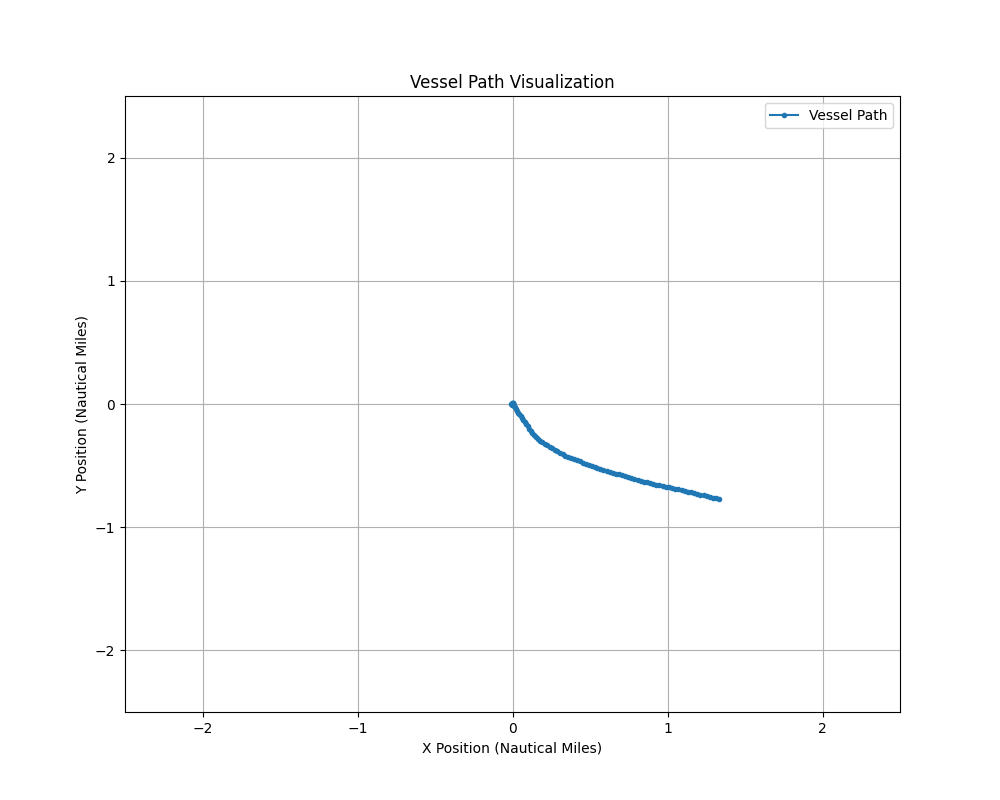 Vessel Path Visualization
Vessel Path
2
1
0
−1
−2
Y Position (Nautical Miles)
−2
−1
0
1
2
X Position (Nautical Miles)